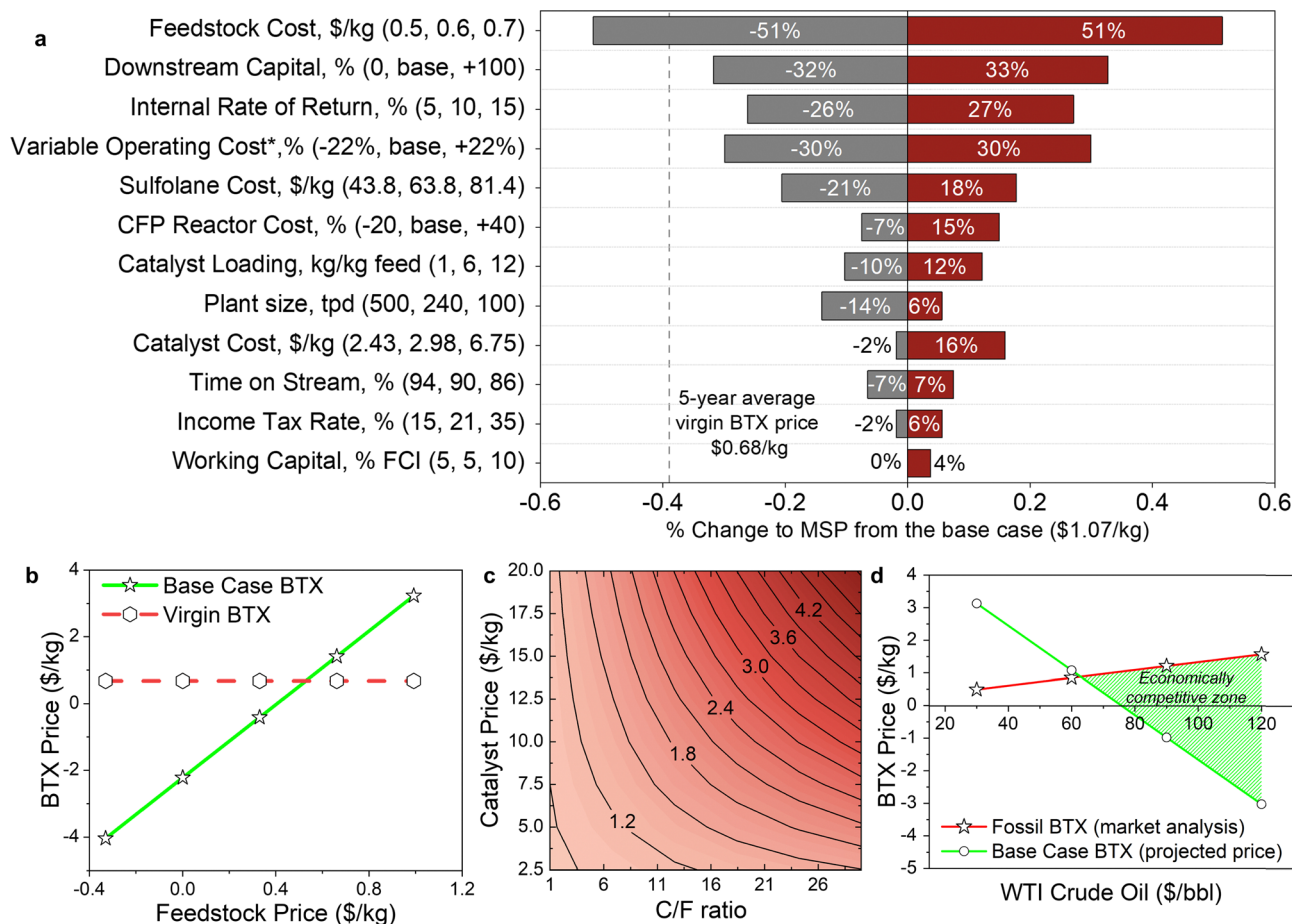 a
Feedstock Cost, $/kg (0.5, 0.6, 0.7)
-51%
51%
Downstream Capital, % (0, base, +100)
-32%
33%
Internal Rate of Return, % (5, 10, 15)
-26%
27%
Variable Operating Cost*,% (-22%, base, +22%)
-30%
30%
Sulfolane Cost, $/kg (43.8, 63.8, 81.4)
-21%
18%
CFP Reactor Cost, % (-20, base, +40)
-7%
15%
Catalyst Loading, kg/kg feed (1, 6, 12)
-10%
12%
Plant size, tpd (500, 240, 100)
-14%
6%
Catalyst Cost, $/kg (2.43, 2.98, 6.75)
-2%
16%
Time on Stream, % (94, 90, 86)
-7%
7%
Income Tax Rate, % (15, 21, 35)
-2%
6%
Working Capital, % FCI (5, 5, 10)
0%
4%
5-year average
virgin BTX price
$0.68/kg
-0.6 -0.4 -0.2 0.0 0.2 0.4 0.6
% Change to MSP from the base case ($1.07/kg)
b
Base Case BTX
Virgin BTX
BTX Price ($/kg)
4
2
0
-2
-4
-0.4 0.0 0.4 0.8 1.2
Feedstock Price ($/kg)
c
Catalyst Price ($/kg)
20.0
17.5
15.0
12.5
10.0
7.5
5.0
2.5
4.2
3.6
3.0
2.4
1.8
1.2
1 6 11 16 21 26
C/F ratio
d
BTX Price ($/kg)
4
3
2
1
0
-1
-2
-3
-4
-5
Economically
competitive zone
20 40 60 80 100 120
Fossil BTX (market analysis)
Base Case BTX (projected price)
WTI Crude Oil ($/bbl)